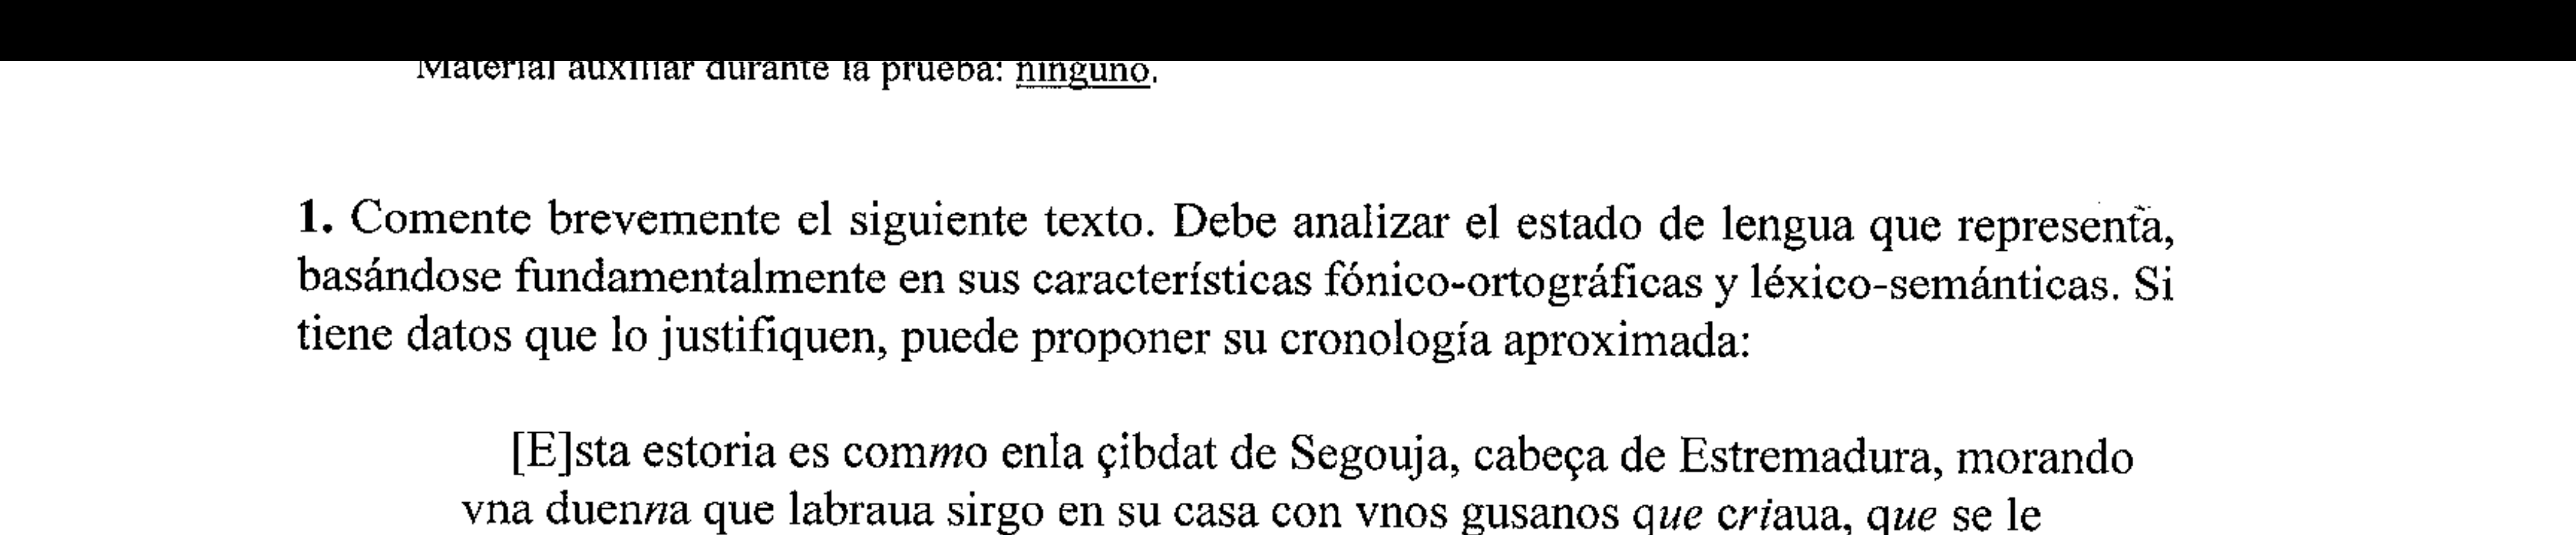 Material auxiliar durante la prueba: ninguno.
1. Comente brevemente el siguiente texto. Debe analizar el estado de lengua que representa,
basándose fundamentalmente en sus características fónico-ortográficas y léxico-semánticas. Si
tiene datos que lo justifiquen, puede proponer su cronología aproximada:
[E]sta estoria es commo enla çibdat de Segouja, cabeça de Estremadura, morando
vna duenna que labraua sirgo en su casa con vnos gusanos que criaua, que se le